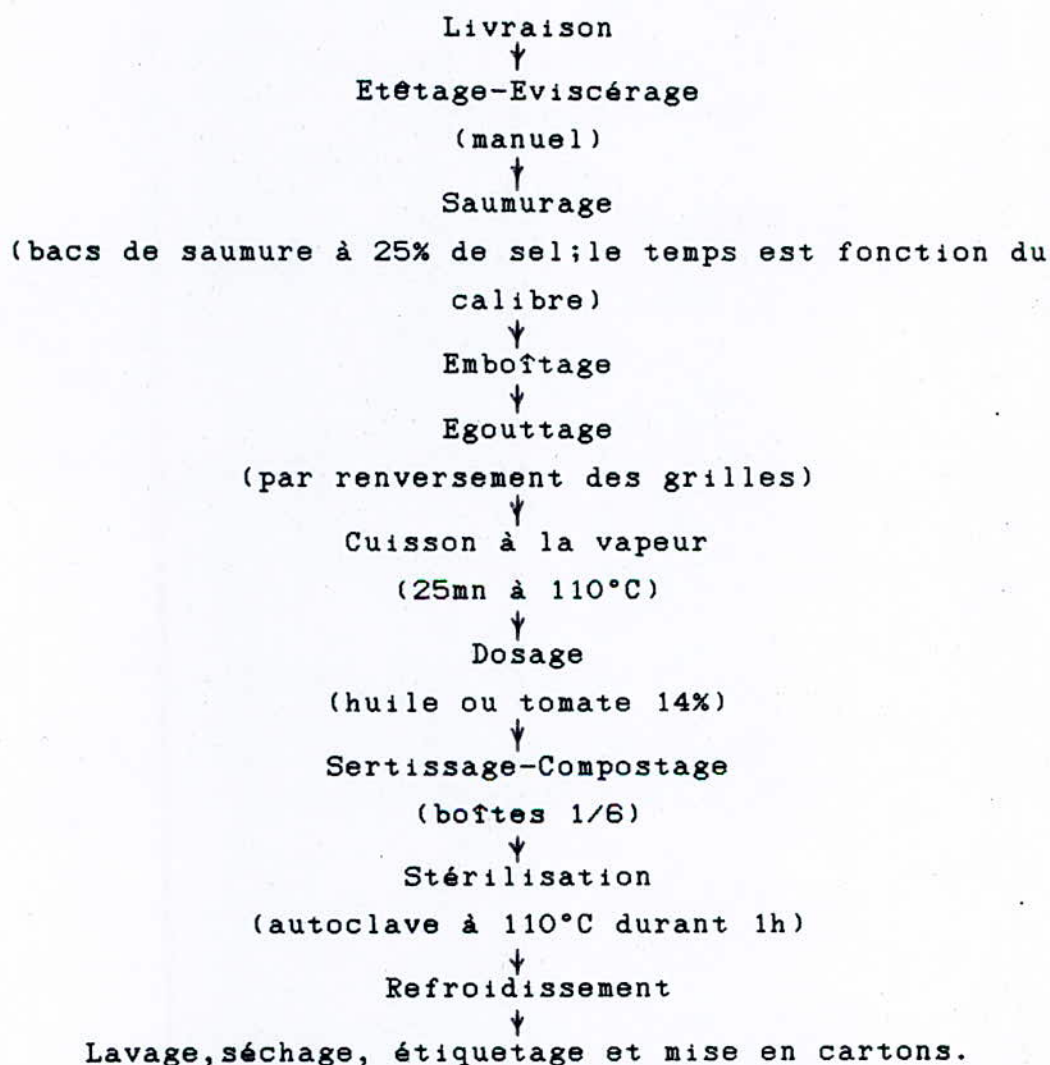 Livraison
Etêtage-Eviscérage
(manuel)
Saumurage
(bacs de saumure à 25% de sel;le temps est fonction du
calibre)
Emboîtage
Egouttage
(par renversement des grilles)
Cuisson à la vapeur
(25mn à 110°C)
Dosage
(huile ou tomate 14%)
Sertissage-Compostage
(boîtes 1/6)
Stérilisation
(autoclave à 110°C durant 1h)
Refroidissement
Lavage,séchage, étiquetage et mise en cartons.